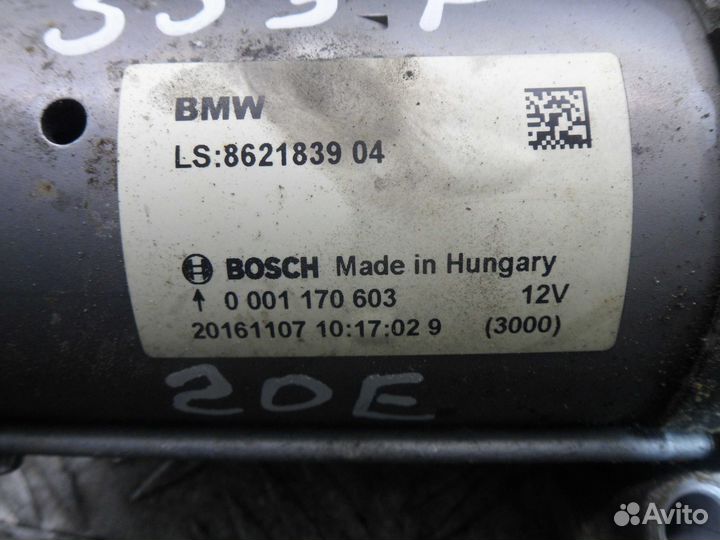 BMW
LS:8621839 04
BOSCH Made in Hungary
↑ 0 001 170 603 12V
20161107 10:17:02 9 (3000)
20E
Avito